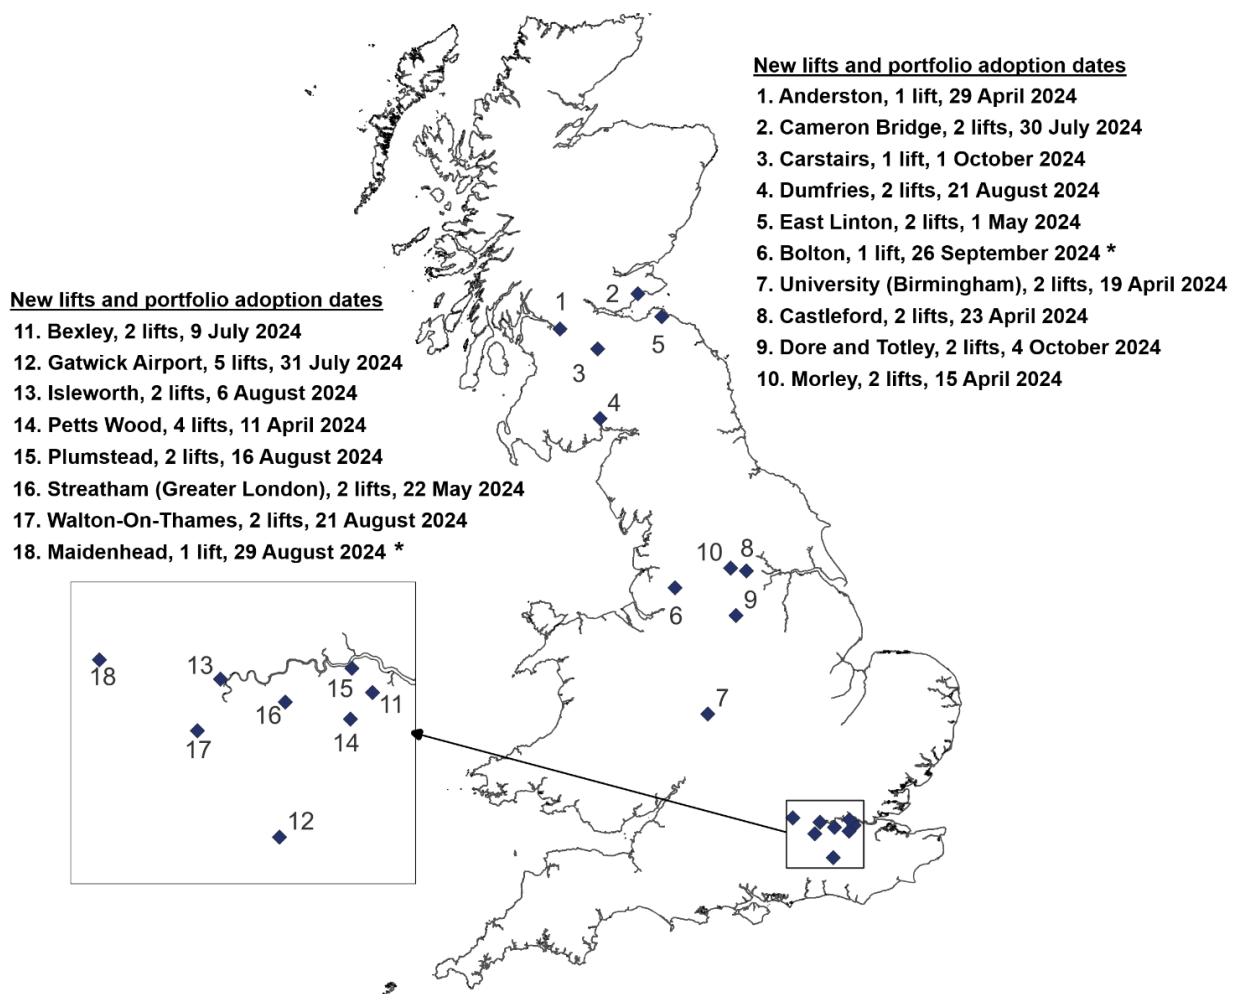 New lifts and portfolio adoption dates
1. Anderston, 1 lift, 29 April 2024
2. Cameron Bridge, 2 lifts, 30 July 2024
3. Carstairs, 1 lift, 1 October 2024
4. Dumfries, 2 lifts, 21 August 2024
5. East Linton, 2 lifts, 1 May 2024
6. Bolton, 1 lift, 26 September 2024 *
7. University (Birmingham), 2 lifts, 19 April 2024
8. Castleford, 2 lifts, 23 April 2024
9. Dore and Totley, 2 lifts, 4 October 2024
10. Morley, 2 lifts, 15 April 2024
New lifts and portfolio adoption dates
11. Bexley, 2 lifts, 9 July 2024
12. Gatwick Airport, 5 lifts, 31 July 2024
13. Isleworth, 2 lifts, 6 August 2024
14. Petts Wood, 4 lifts, 11 April 2024
15. Plumstead, 2 lifts, 16 August 2024
16. Streatham (Greater London), 2 lifts, 22 May 2024
17. Walton-On-Thames, 2 lifts, 21 August 2024
18. Maidenhead, 1 lift, 29 August 2024 *
1
2
3
5
4
10
8
6
9
7
18
13
15
11
16
14
17
12